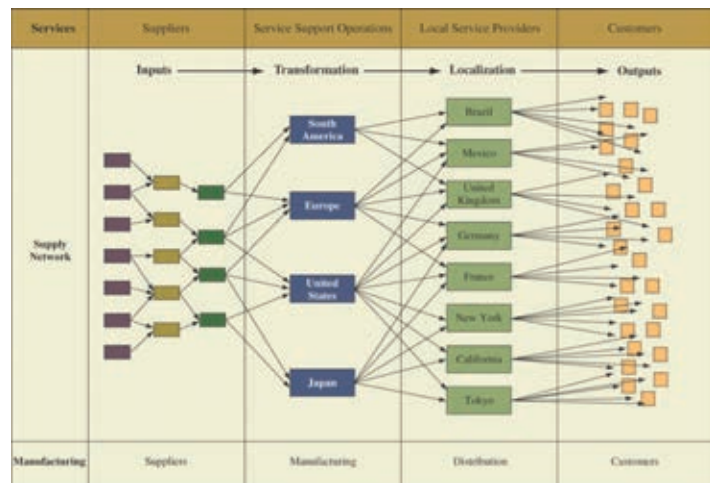 Services
Suppliers
Service Support Operations
Local Service Providers
Customers
Inputs
Transformation
Localization
Outputs
South
America
Europe
United
States
Japan
Brazil
Mexico
United
Kingdom
Germany
France
New York
California
Tokyo
Supply
Network
Manufacturing
Suppliers
Manufacturing
Distribution
Customers